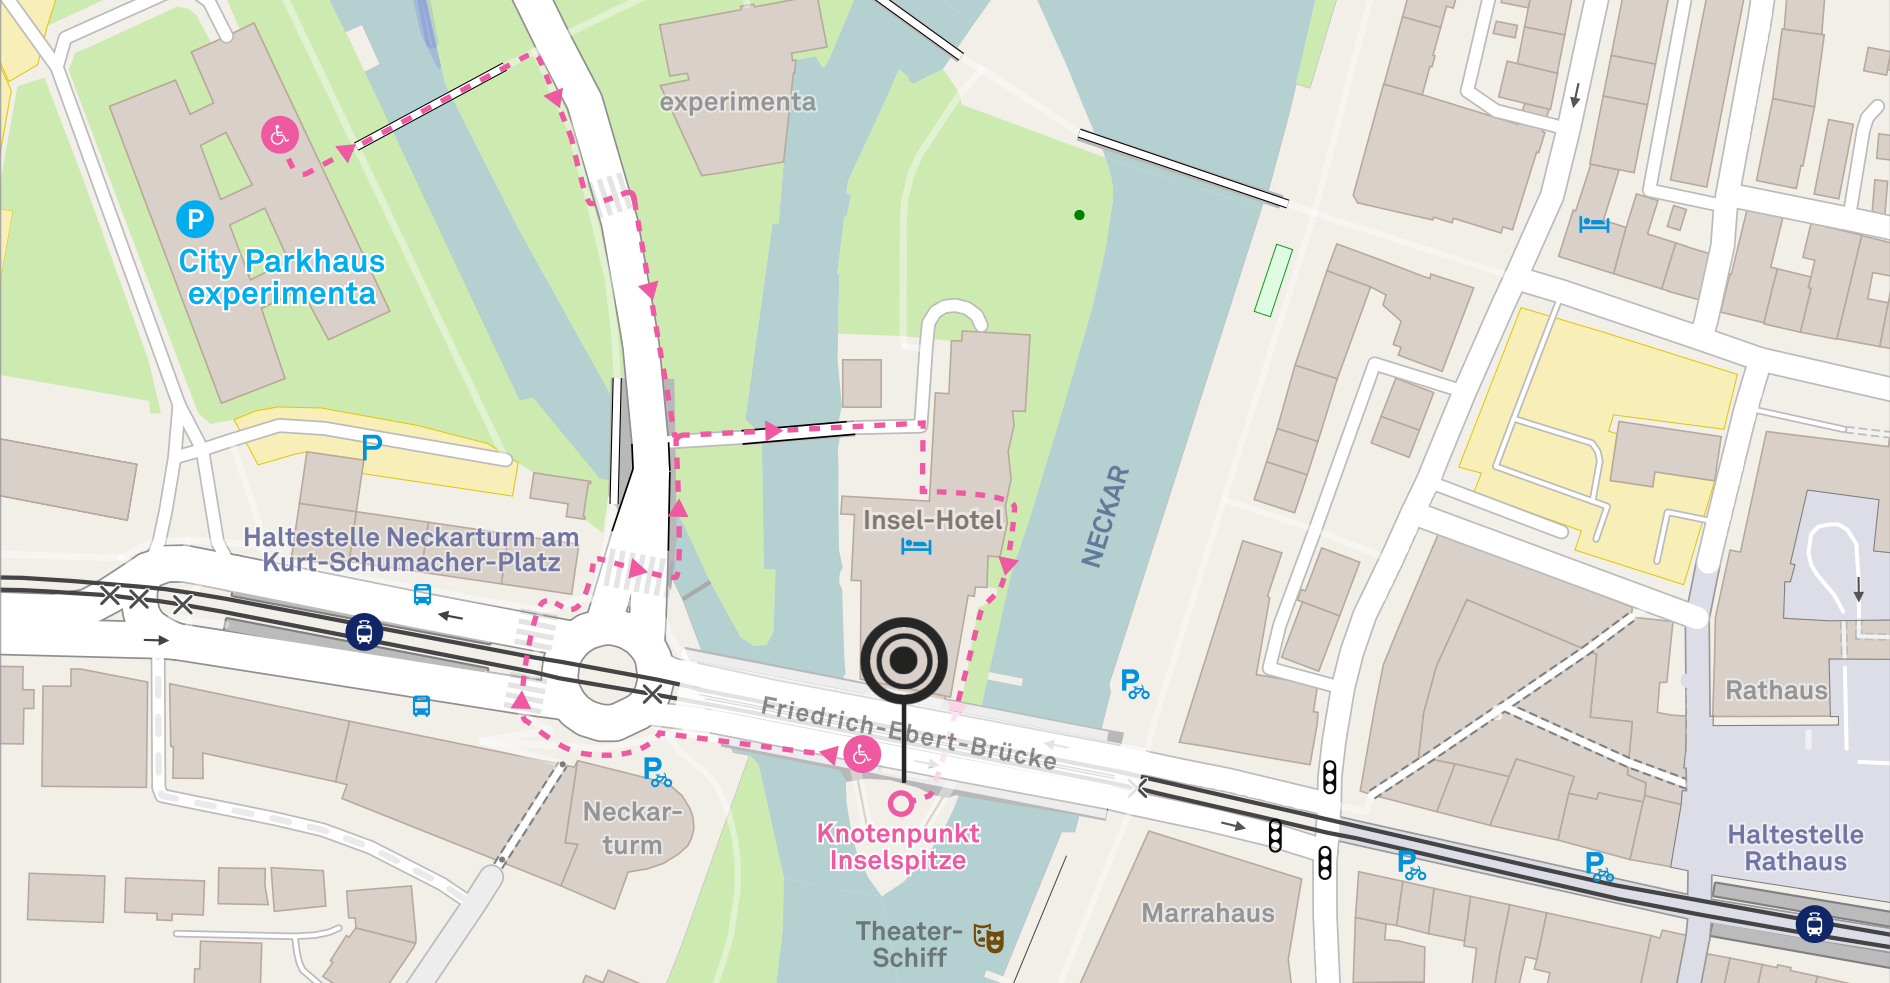 experimenta
P
City Parkhaus
experimenta
P
Haltestelle Neckarturm am
Kurt-Schumacher-Platz
Insel-Hotel
NECKAR
P
Rathaus
Friedrich-Ebert-Brücke
P
Neckar-
turm
Knotenpunkt
Inselspitze
Haltestelle
Rathaus
P
P
Marrahaus
Theater-
Schiff